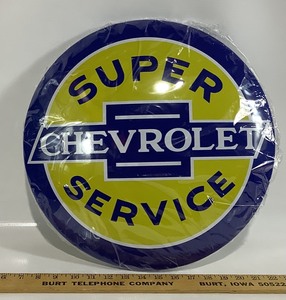 SUPER
CHEVROLET
SERVICE
BURT TELEPHONE COMPANY BURT, IOWA 50522